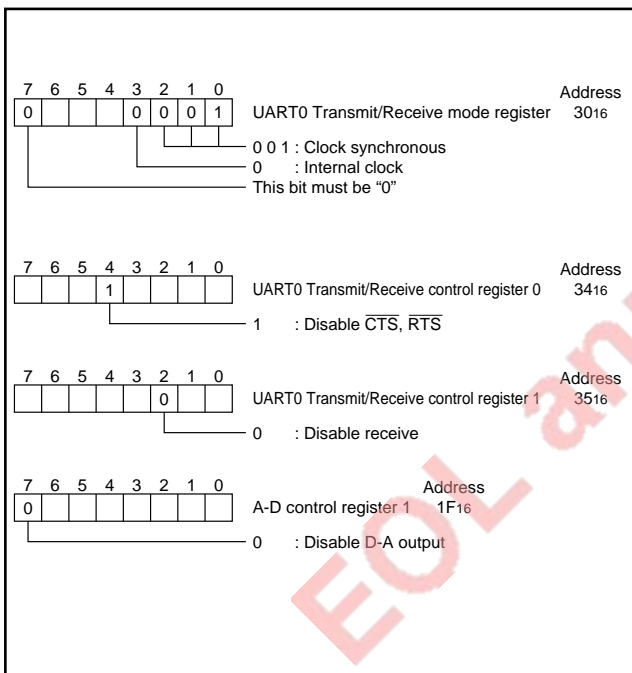 Address
7 6 5 4 3 2 1 0
0 0 0 0 1 UART0 Transmit/Receive mode register 30₁₆
0 0 1 : Clock synchronous
0 : Internal clock
This bit must be “0”
Address
7 6 5 4 3 2 1 0
1 UART0 Transmit/Receive control register 0 34₁₆
1 : Disable C̅T̅S̅, R̅T̅S̅
Address
7 6 5 4 3 2 1 0
0 UART0 Transmit/Receive control register 1 35₁₆
0 : Disable receive
Address
7 6 5 4 3 2 1 0
0 A-D control register 1 1F₁₆
0 : Disable D-A output
EOL